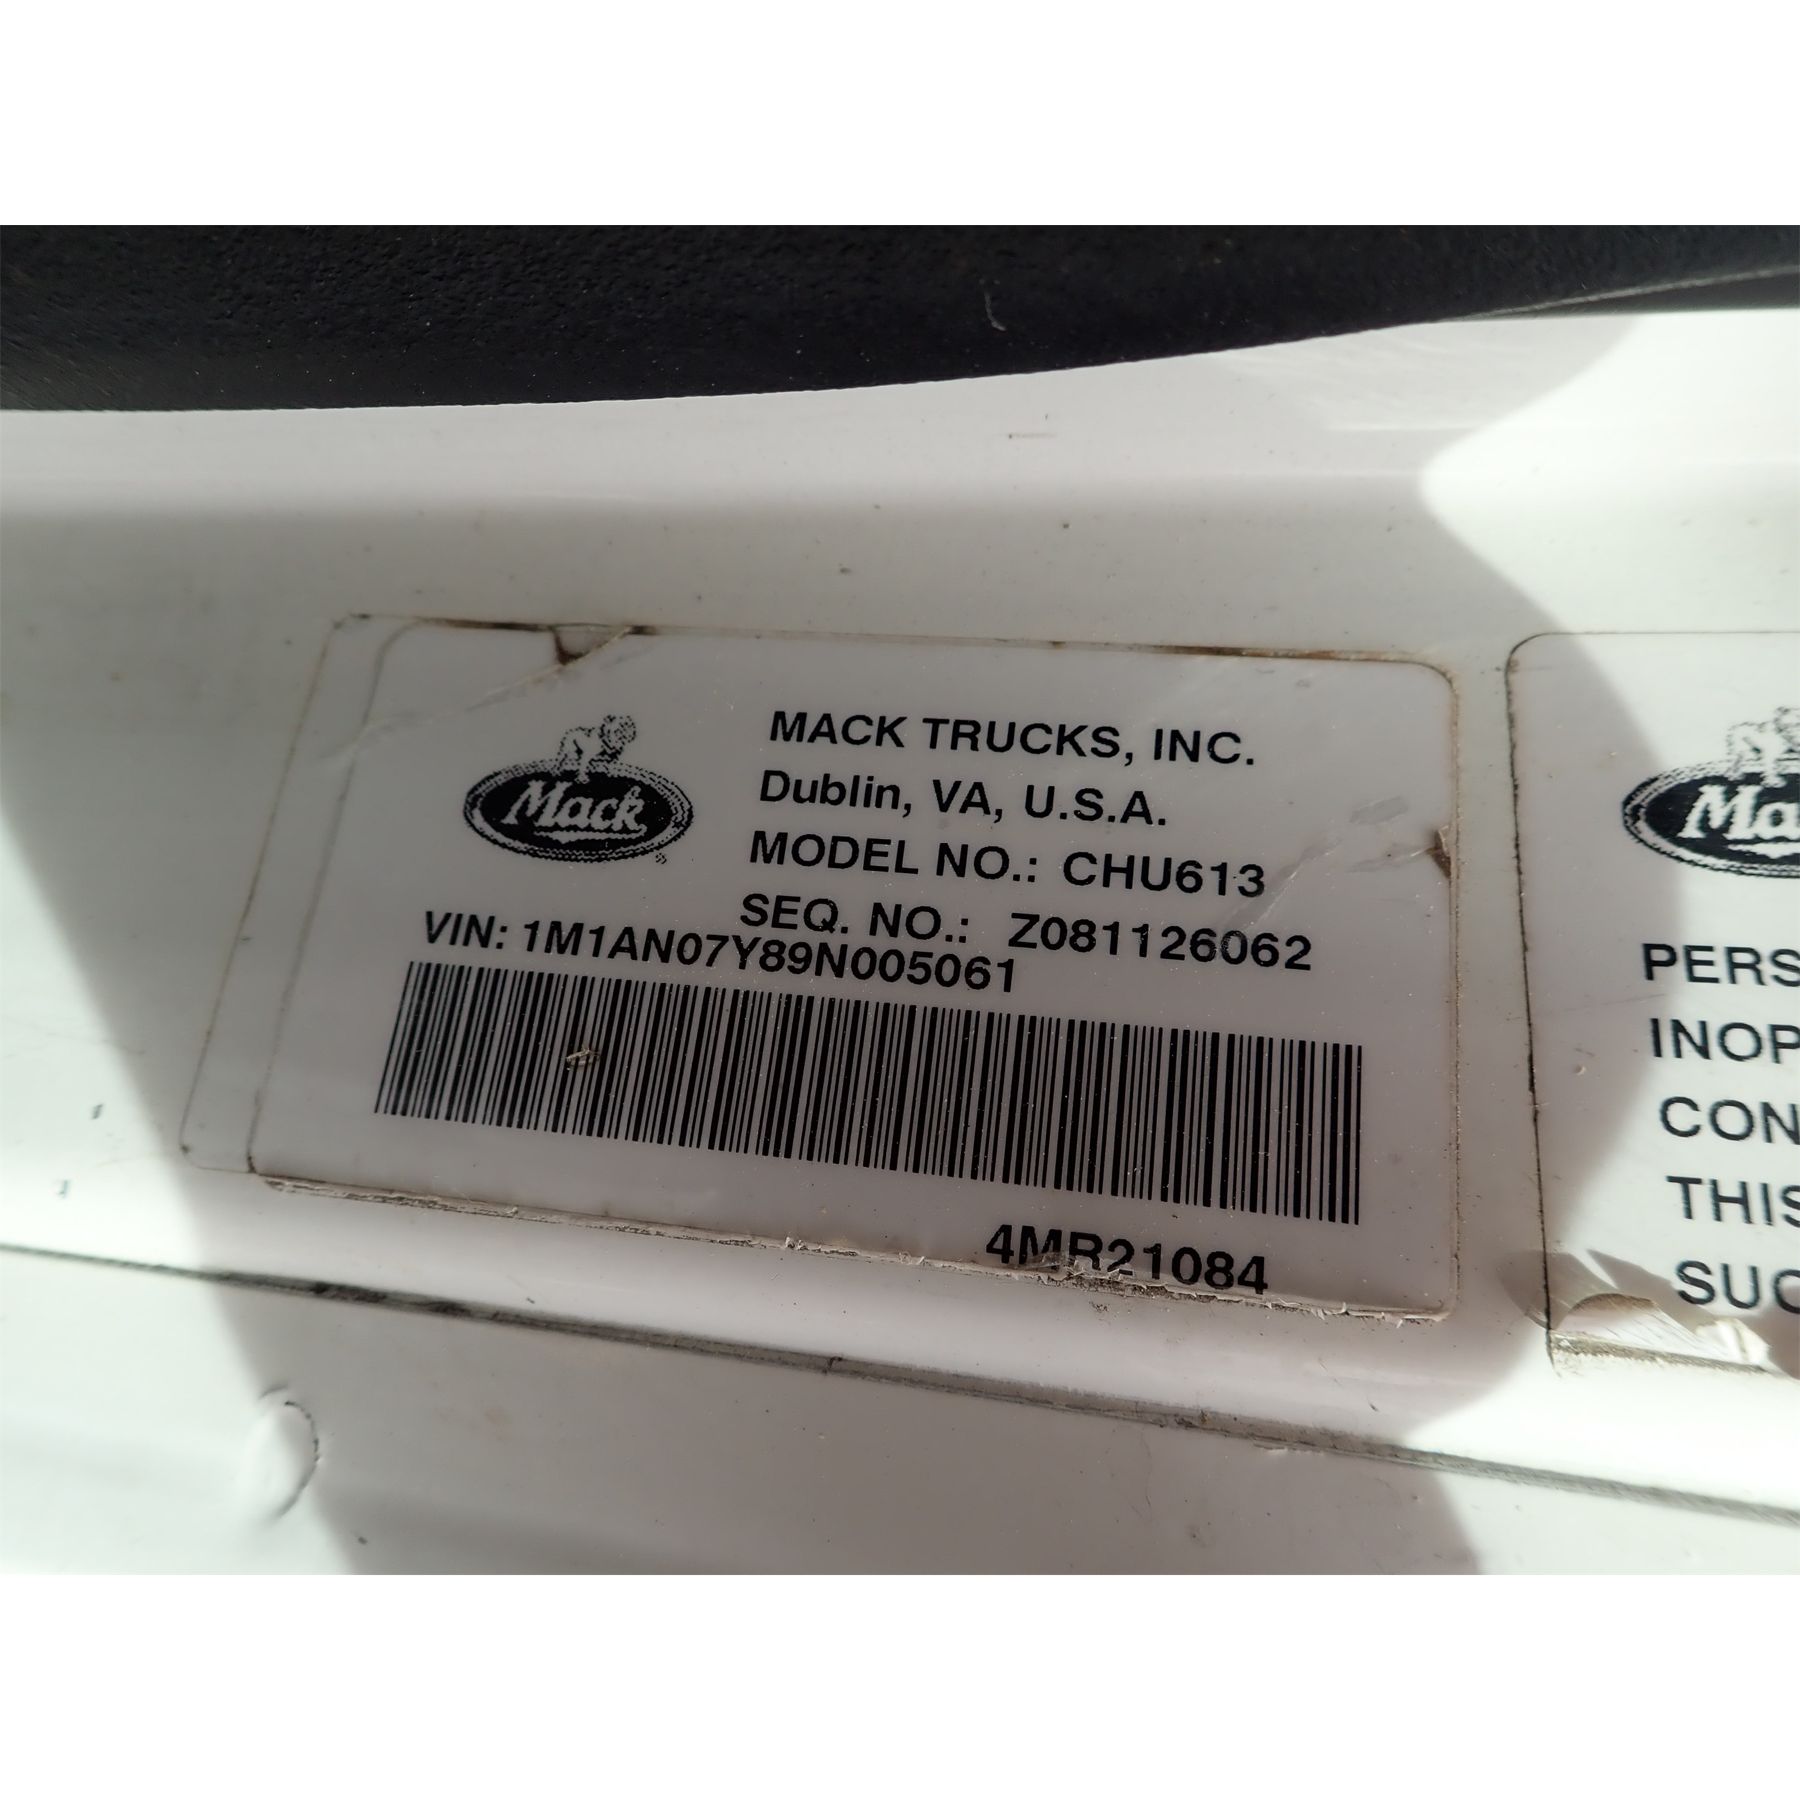 Mack
MACK TRUCKS, INC.
Dublin, VA, U.S.A.
MODEL NO.: CHU613
SEQ. NO.: Z081126062
VIN: 1M1AN07Y89N005061
4MR21084
Ma
PERS
INOP
CON
THIS
SUC